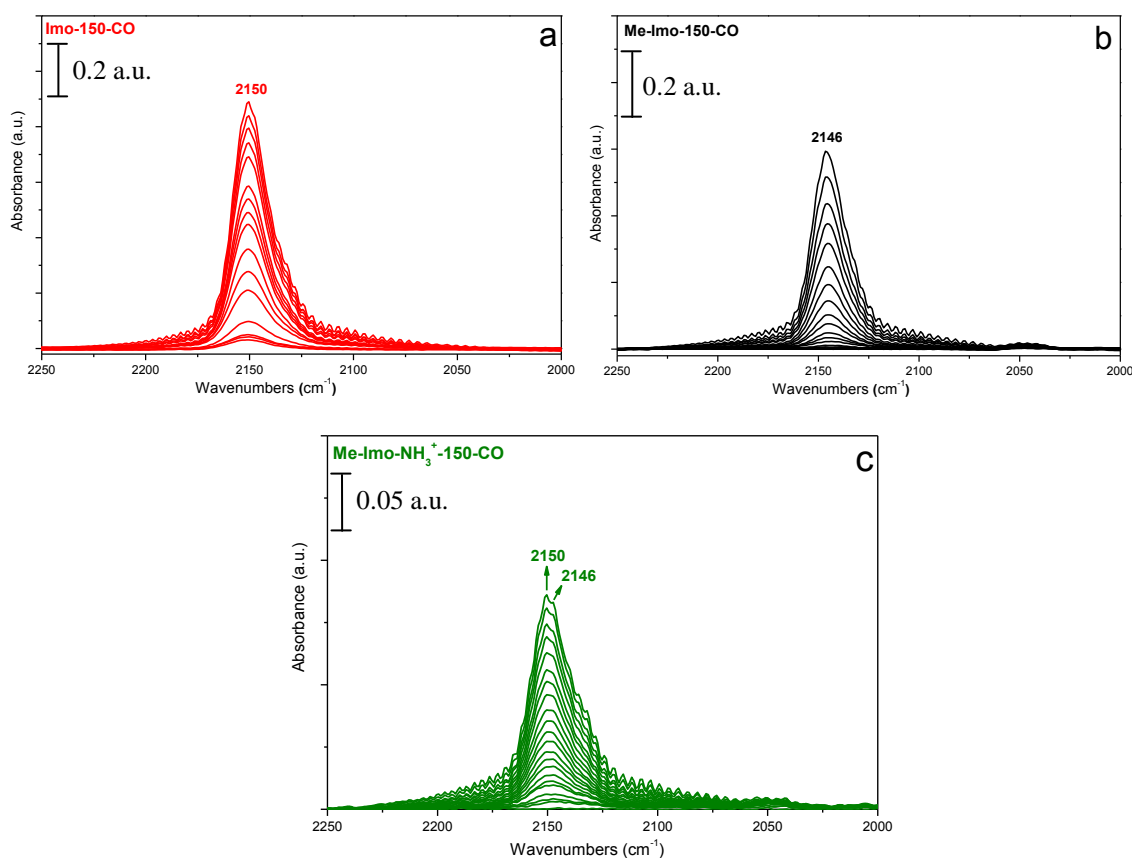 Imo-150-CO
a
0.2 a.u.
2150
Absorbance (a.u.)
2250 2200 2150 2100 2050 2000
Wavenumbers (cm⁻¹)
Me-Imo-150-CO
b
0.2 a.u.
2146
Absorbance (a.u.)
2250 2200 2150 2100 2050 2000
Wavenumbers (cm⁻¹)
Me-Imo-NH₃⁺-150-CO
c
0.05 a.u.
2150
2146
Absorbance (a.u.)
2250 2200 2150 2100 2050 2000
Wavenumbers (cm⁻¹)